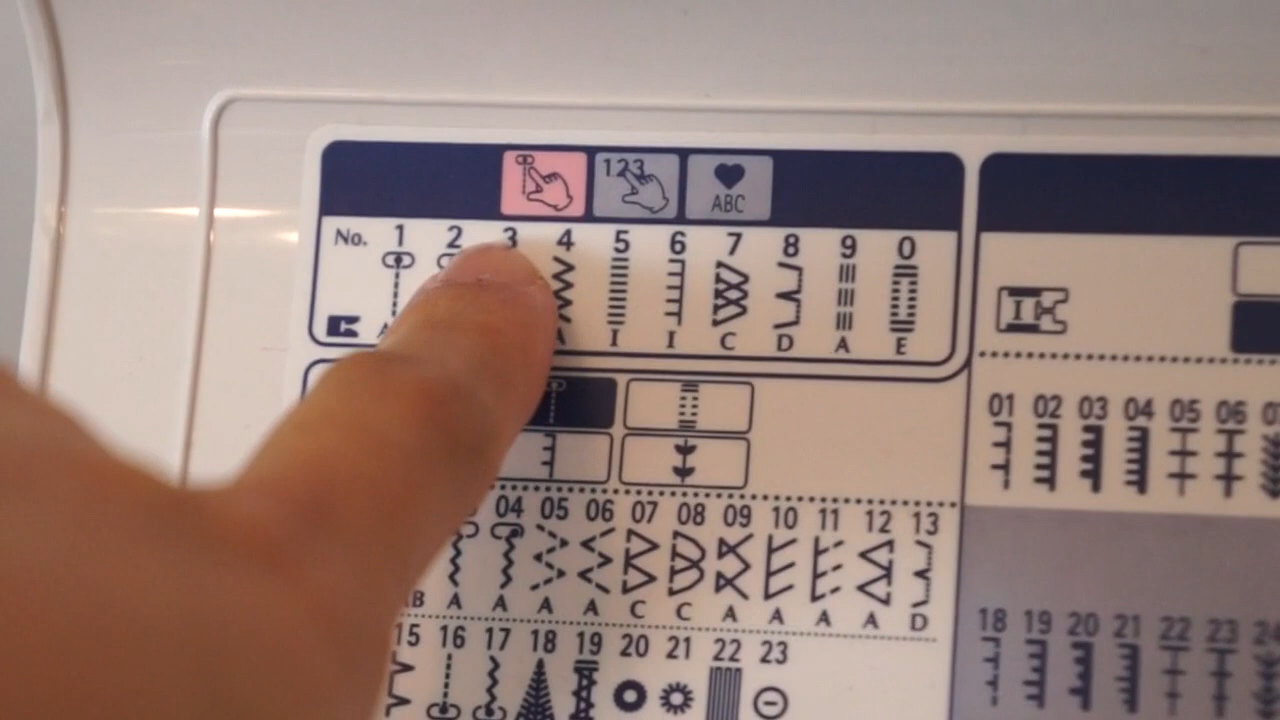 123
ABC
No. 1 2 3 4 5 6 7 8 9 0
I I C D A E
01 02 03 04 05 06
04 05 06 07 08 09 10 11 12 13
B A A A A C C A A A A D
15 16 17 18 19 20 21 22 23
18 19 20 21 22 23